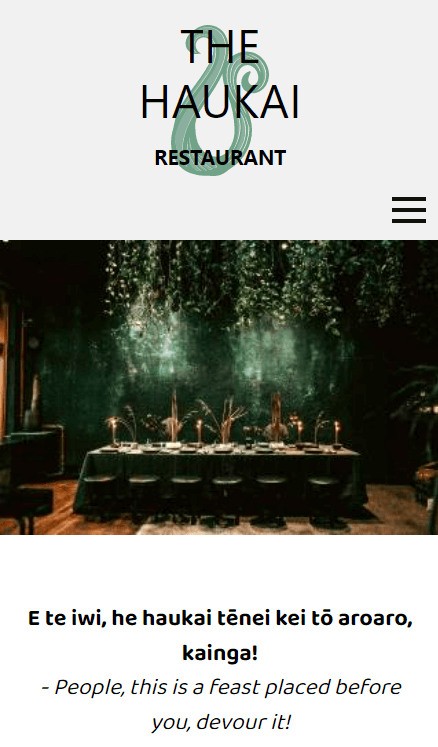 THE
HAUKAI
RESTAURANT
E te iwi, he haukai tēnei kei tō aroaro,
kainga!
- People, this is a feast placed before
you, devour it!